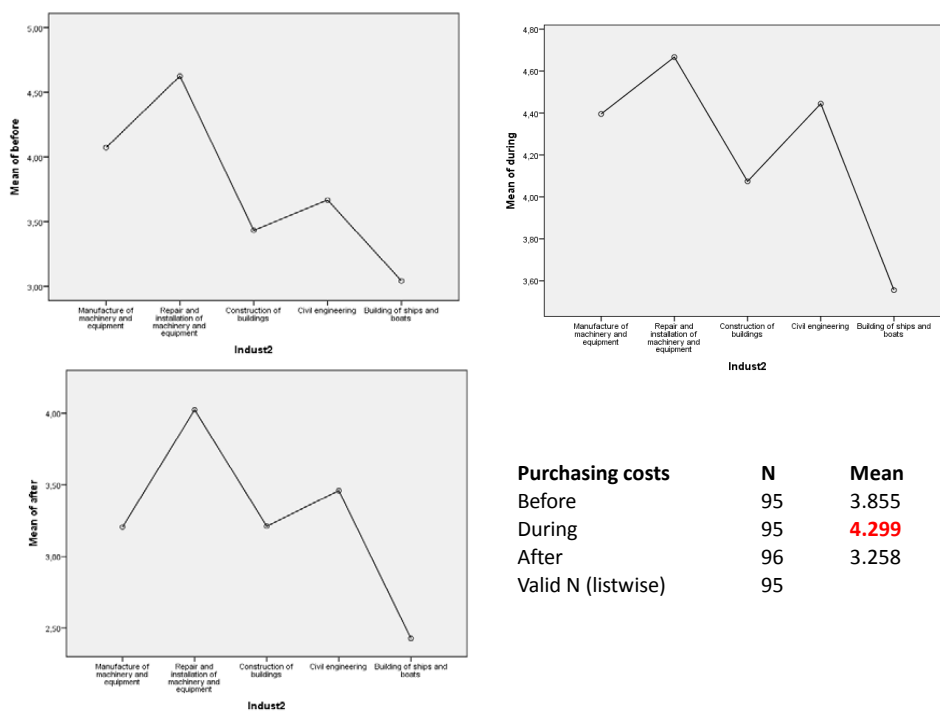 5,00
4,50
4,00
3,50
3,00
Mean of before
Manufacture of
machinery and
equipment
Repair and
installation of
machinery and
equipment
Construction of
buildings
Civil engineering
Building of ships and
boats
Indust2
4,80
4,60
4,40
4,20
4,00
3,80
3,60
Mean of during
Manufacture of
machinery and
equipment
Repair and
installation of
machinery and
equipment
Construction of
buildings
Civil engineering
Building of ships and
boats
Indust2
4,00
3,50
3,00
2,50
Mean of after
Manufacture of
machinery and
equipment
Repair and
installation of
machinery and
equipment
Construction of
buildings
Civil engineering
Building of ships and
boats
Indust2
Purchasing costs N Mean
Before 95 3.855
During 95 4.299
After 96 3.258
Valid N (listwise) 95